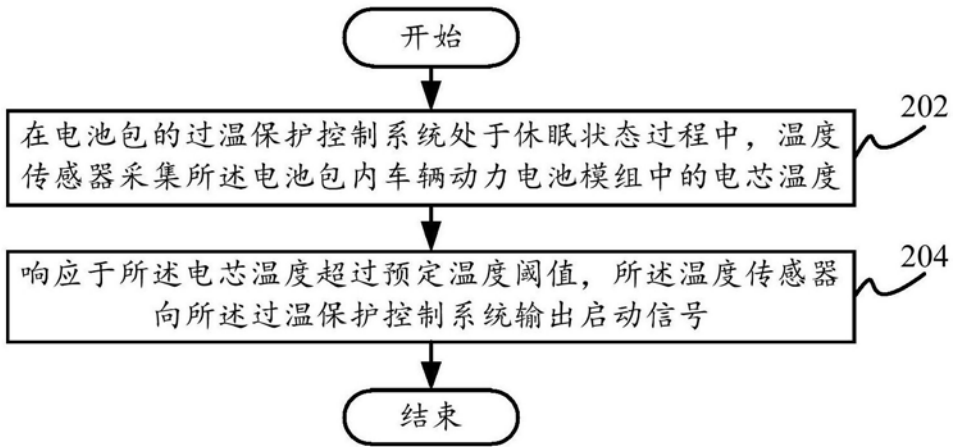 开始
202
在电池包的过温保护控制系统处于休眠状态过程中，温度
传感器采集所述电池包内车辆动力电池模组中的电芯温度
204
响应于所述电芯温度超过预定温度阈值，所述温度传感器
向所述过温保护控制系统输出启动信号
结束